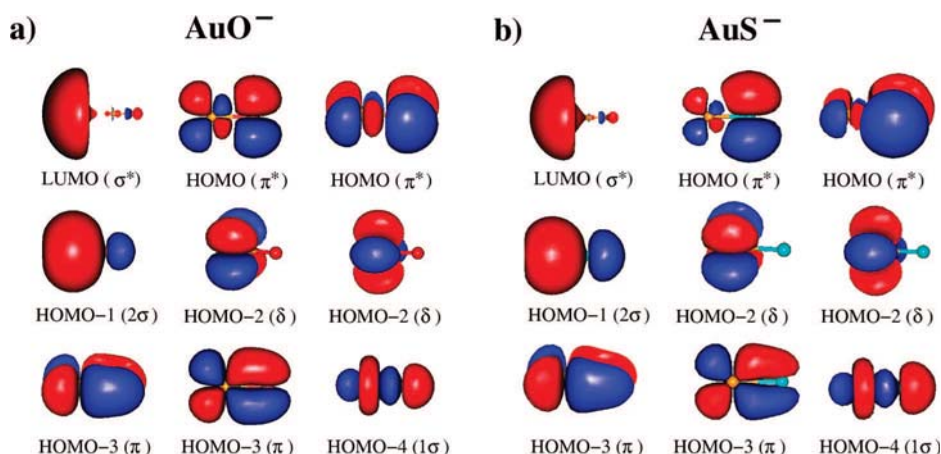 a) AuO−
LUMO (σ*) HOMO (π*) HOMO (π*)
HOMO−1 (2σ) HOMO−2 (δ) HOMO−2 (δ)
HOMO−3 (π) HOMO−3 (π) HOMO−4 (1σ)
b) AuS−
LUMO (σ*) HOMO (π*) HOMO (π*)
HOMO−1 (2σ) HOMO−2 (δ) HOMO−2 (δ)
HOMO−3 (π) HOMO−3 (π) HOMO−4 (1σ)